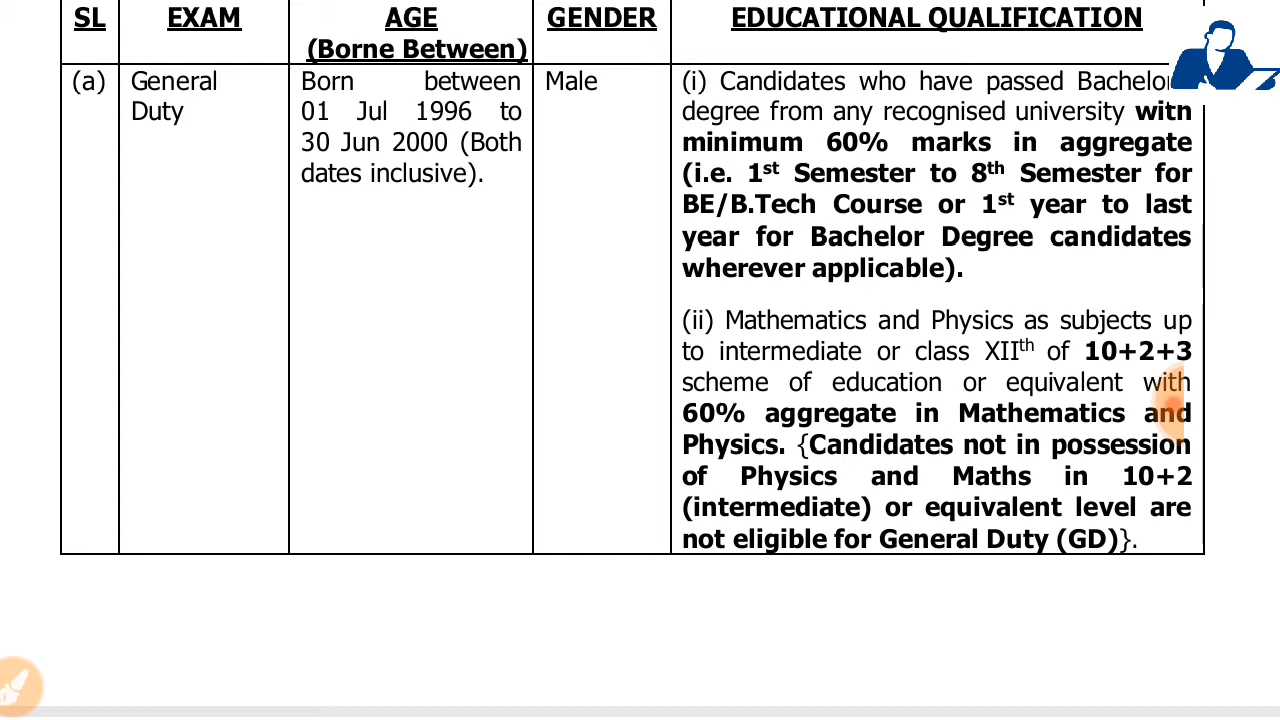 SL EXAM AGE GENDER EDUCATIONAL QUALIFICATION
(Borne Between)
(a) General Duty
Born between
01 Jul 1996 to
30 Jun 2000 (Both
dates inclusive).
Male
(i) Candidates who have passed Bachelor
degree from any recognised university with
minimum 60% marks in aggregate
(i.e. 1st Semester to 8th Semester for
BE/B.Tech Course or 1st year to last
year for Bachelor Degree candidates
wherever applicable).
(ii) Mathematics and Physics as subjects up
to intermediate or class XIIth of 10+2+3
scheme of education or equivalent with
60% aggregate in Mathematics and
Physics. {Candidates not in possession
of Physics and Maths in 10+2
(intermediate) or equivalent level are
not eligible for General Duty (GD)}.